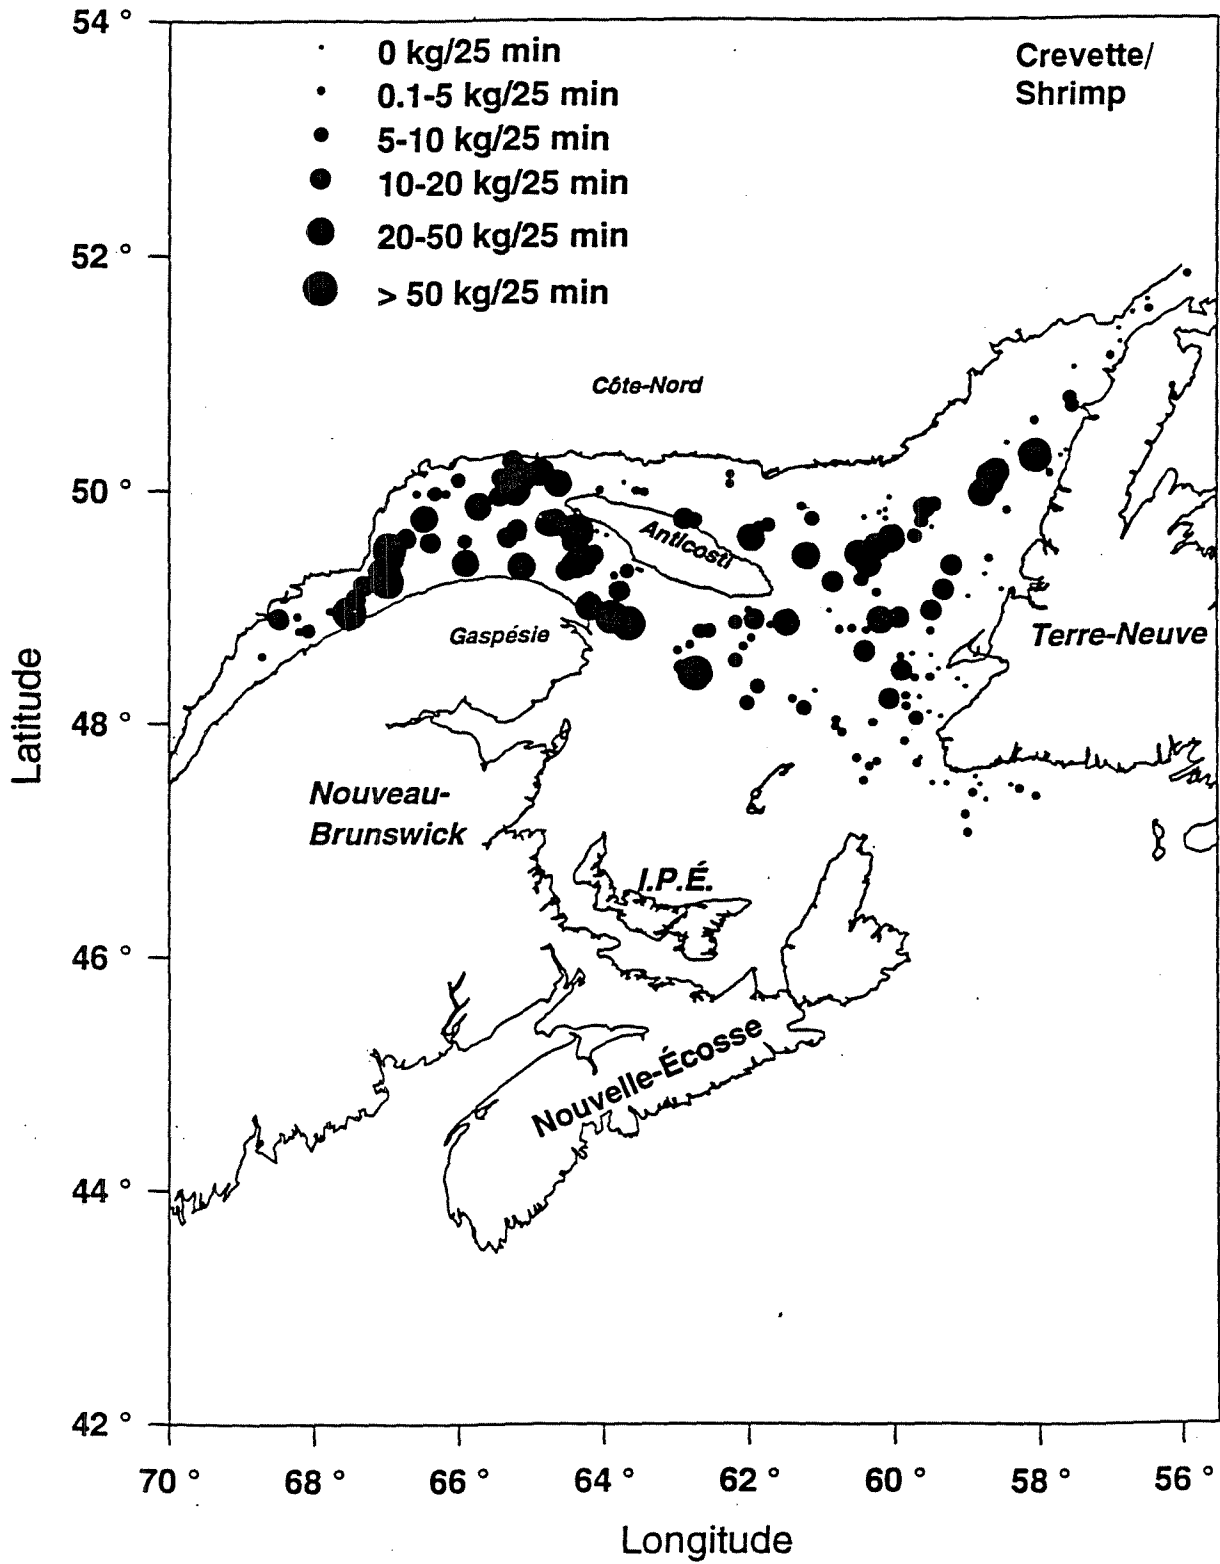 54 °
0 kg/25 min
0.1-5 kg/25 min
5-10 kg/25 min
10-20 kg/25 min
20-50 kg/25 min
> 50 kg/25 min
Crevette/
Shrimp
52 °
Côte-Nord
50 °
Anticosti
Gaspésie
Terre-Neuve
Latitude
48 °
Nouveau-
Brunswick
I.P.É.
46 °
Nouvelle-Écosse
44 °
42 °
70 ° 68 ° 66 ° 64 ° 62 ° 60 ° 58 ° 56 °
Longitude